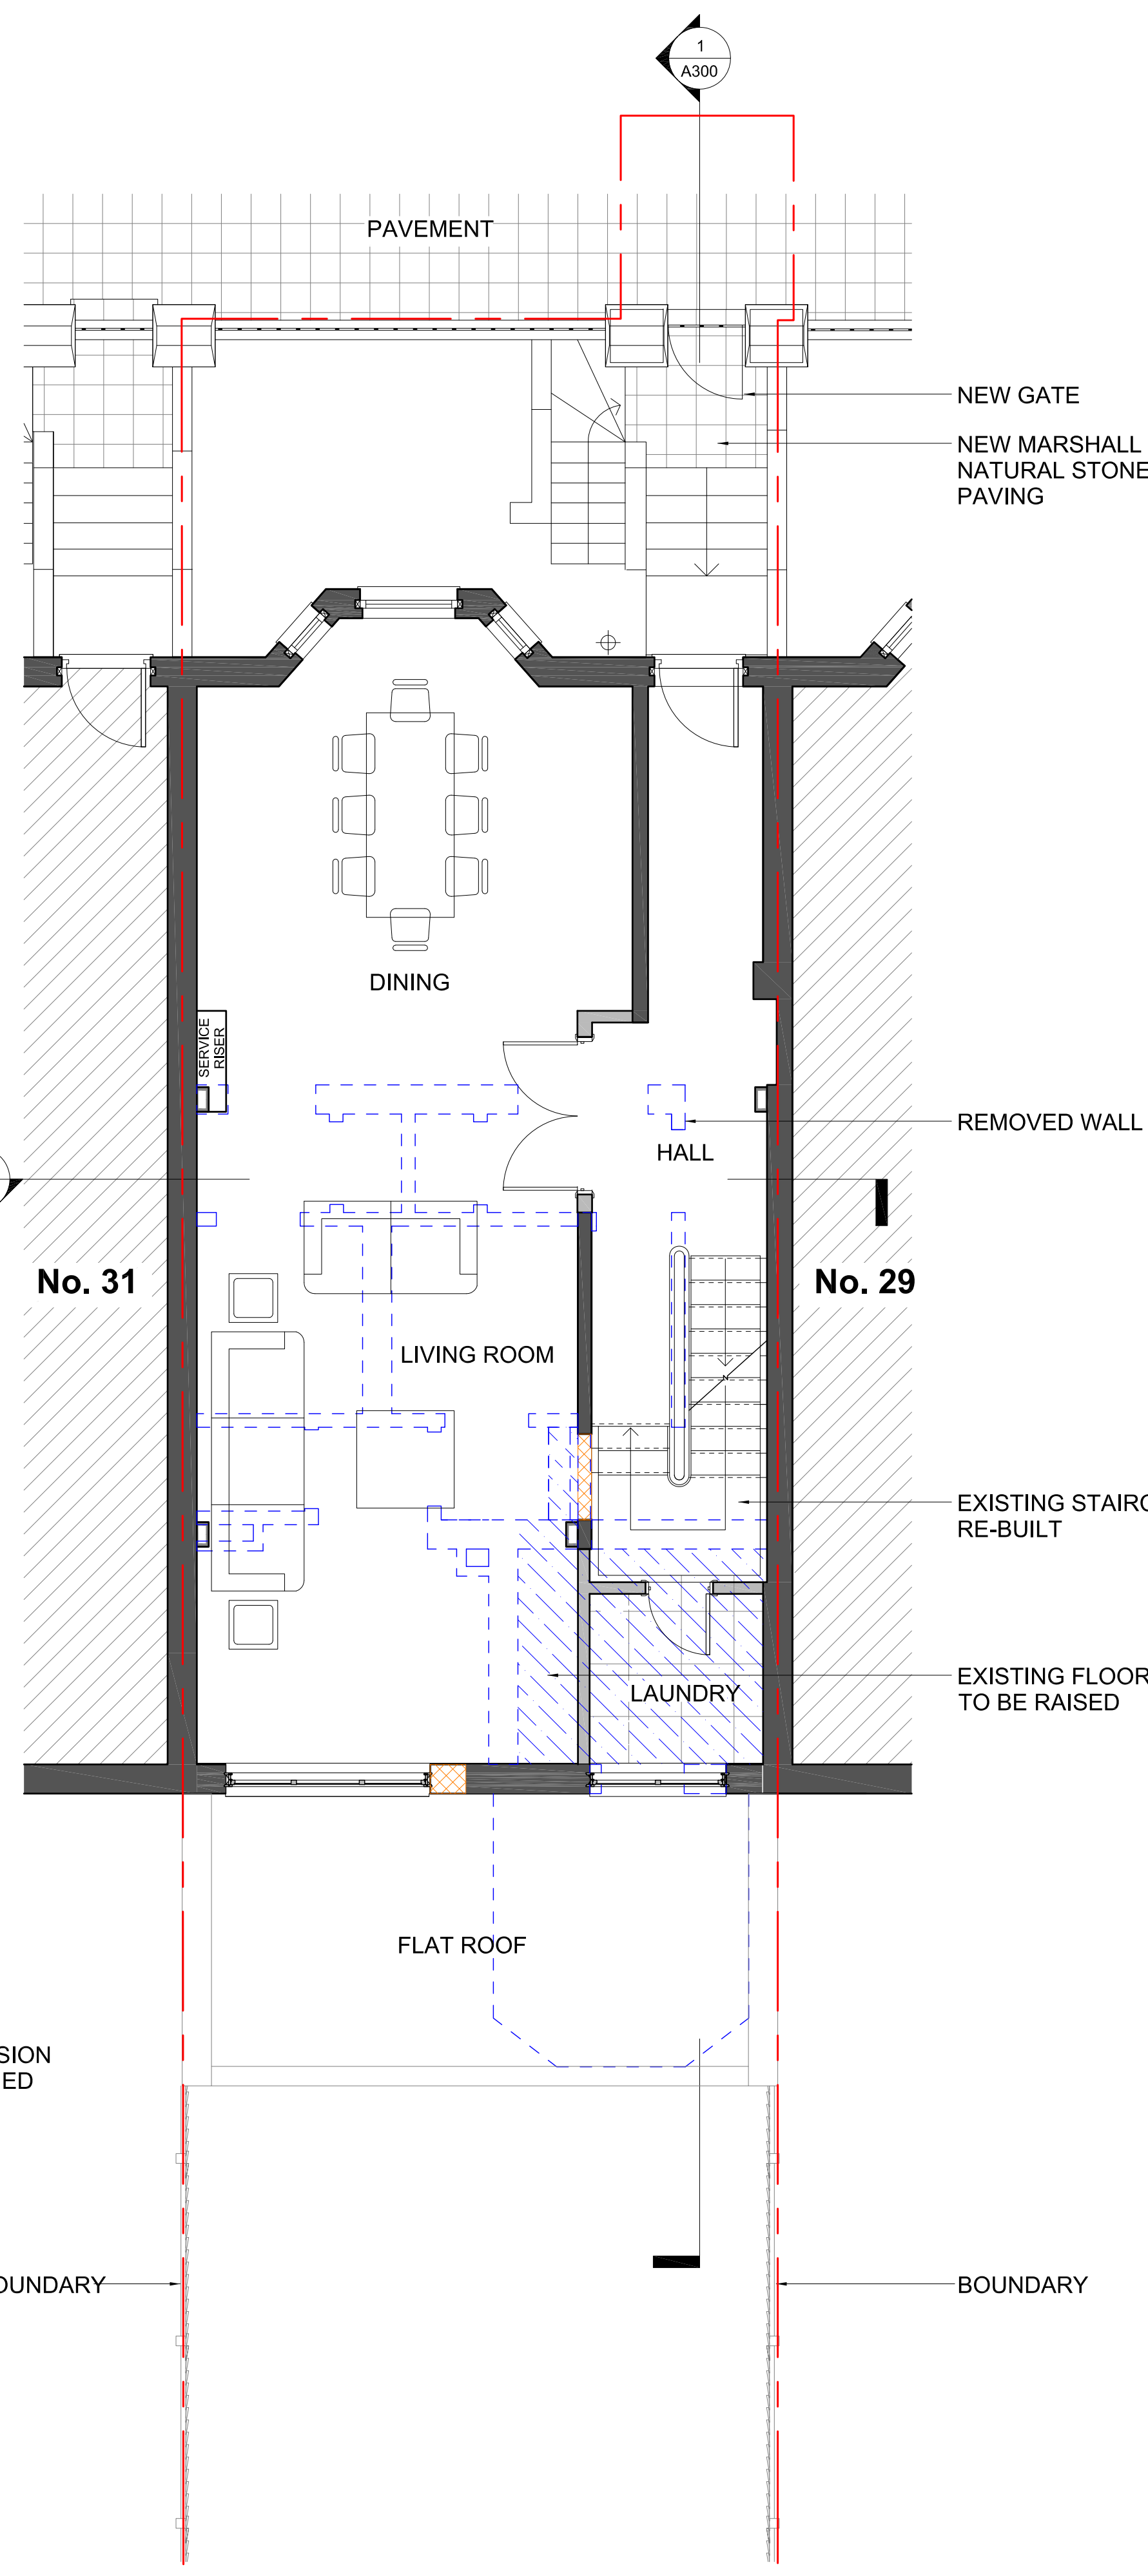 1
A300
PAVEMENT
NEW GATE
NEW MARSHALL
NATURAL STONE
PAVING
DINING
SERVICE
RISER
REMOVED WALL
HALL
No. 31
No. 29
LIVING ROOM
EXISTING STAIRC
RE-BUILT
EXISTING FLOOR
TO BE RAISED
LAUNDRY
FLAT ROOF
SION
ED
OUNDARY
BOUNDARY